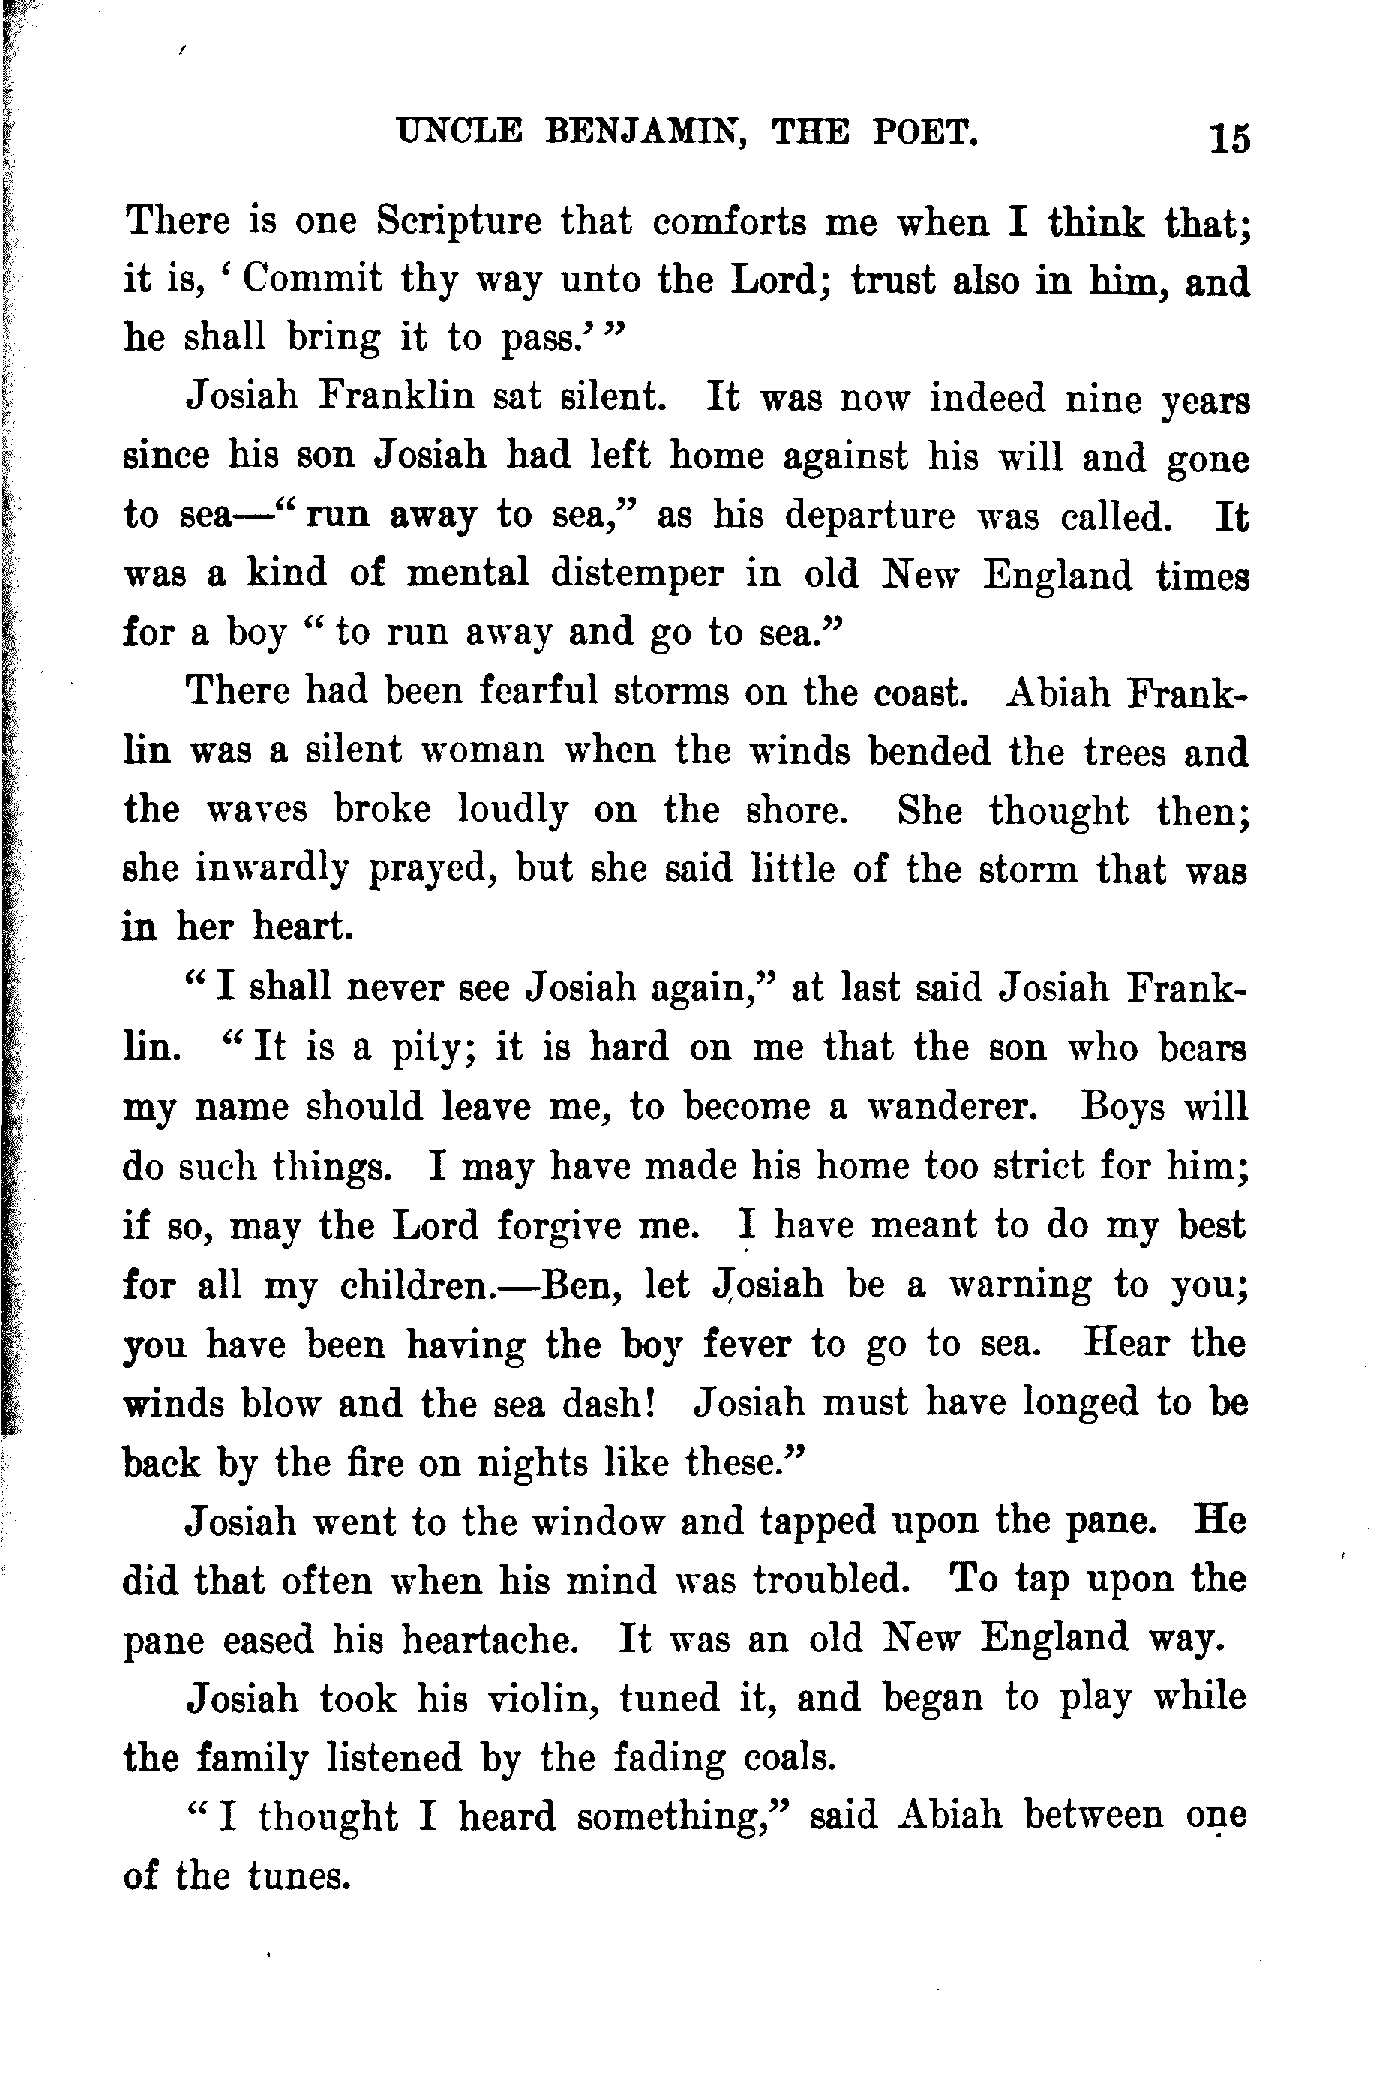 UNCLE BENJAMIN, THE POET. 15
There is one Scripture that comforts me when I think that;
it is, ‘ Commit thy way unto the Lord; trust also in him, and
he shall bring it to pass.’ ”
Josiah Franklin sat silent. It was now indeed nine years
since his son Josiah had left home against his will and gone
to sea—“ run away to sea,” as his departure was called. It
was a kind of mental distemper in old New England times
for a boy “ to run away and go to sea.”
There had been fearful storms on the coast. Abiah Frank-
lin was a silent woman when the winds bended the trees and
the waves broke loudly on the shore. She thought then;
she inwardly prayed, but she said little of the storm that was
in her heart.
“ I shall never see Josiah again,” at last said Josiah Frank-
lin. “ It is a pity; it is hard on me that the son who bears
my name should leave me, to become a wanderer. Boys will
do such things. I may have made his home too strict for him;
if so, may the Lord forgive me. I have meant to do my best
for all my children.—Ben, let Josiah be a warning to you;
you have been having the boy fever to go to sea. Hear the
winds blow and the sea dash! Josiah must have longed to be
back by the fire on nights like these.”
Josiah went to the window and tapped upon the pane. He
did that often when his mind was troubled. To tap upon the
pane eased his heartache. It was an old New England way.
Josiah took his violin, tuned it, and began to play while
the family listened by the fading coals.
“ I thought I heard something,” said Abiah between one
of the tunes.